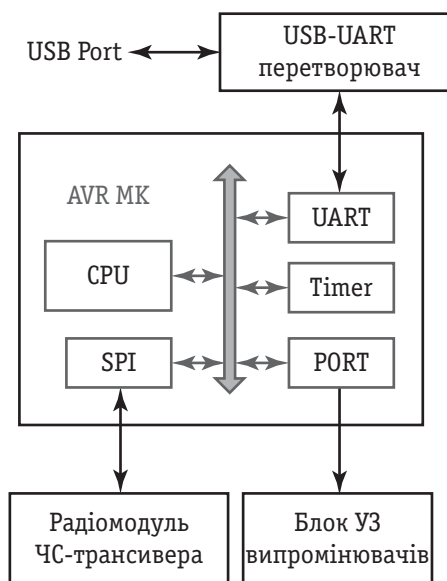 USB Port
USB-UART
перетворювач
AVR MK
UART
CPU
Timer
SPI
PORT
Радіомодуль
ЧС-трансивера
Блок УЗ
випромінювачів